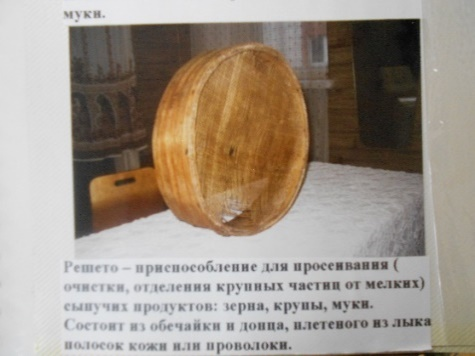 муки.
Решето – приспособление для просеивания (
очистки, отделения крупных частиц от мелких)
сыпучих продуктов: зерна, крупы, муки.
Состоит из обечайки и донца, плетеного из лыка
полосок кожи или проволоки.